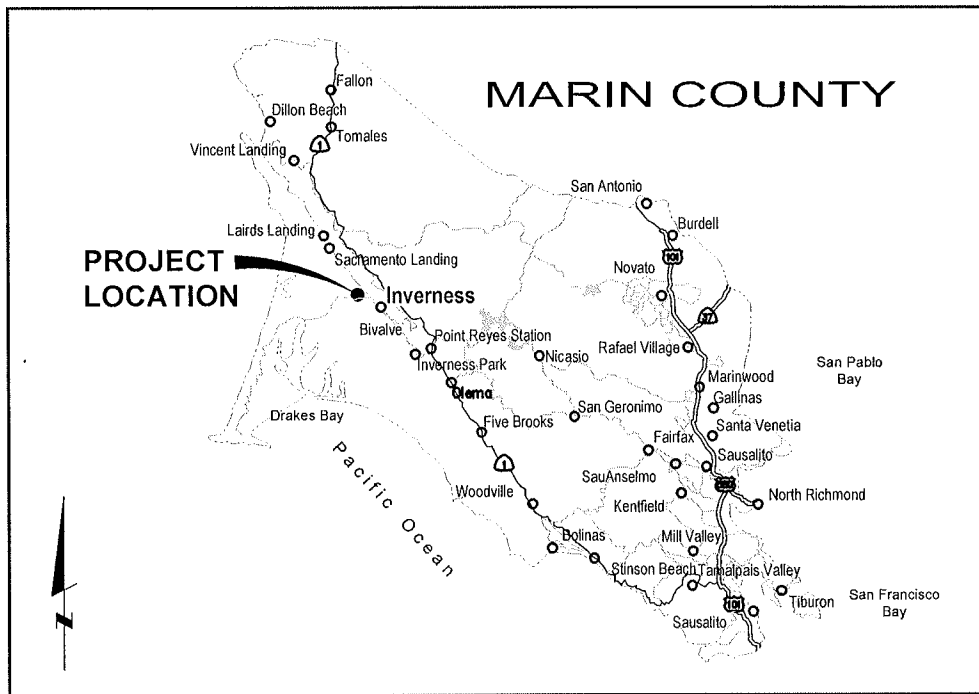 MARIN COUNTY
Fallon
Dillon Beach
Tomales
1
Vincent Landing
San Antonio
Lairds Landing
Burdell
Sacramento Landing
101
PROJECT
LOCATION
Novato
Inverness
37
Bivalve
Point Reyes Station
Rafael Village
Inverness Park
Nicasio
San Pablo
Bay
Marinwood
Gallinas
Drakes Bay
San Geronimo
Santa Venetia
Five Brooks
Fairfax
Sausalito
Pacific Ocean
1
SauAnselmo
Woodville
Kentfield
North Richmond
Bolinas
Mill Valley
Stinson Beach
Tamalpais Valley
101
Tiburon
San Francisco
Bay
Sausalito